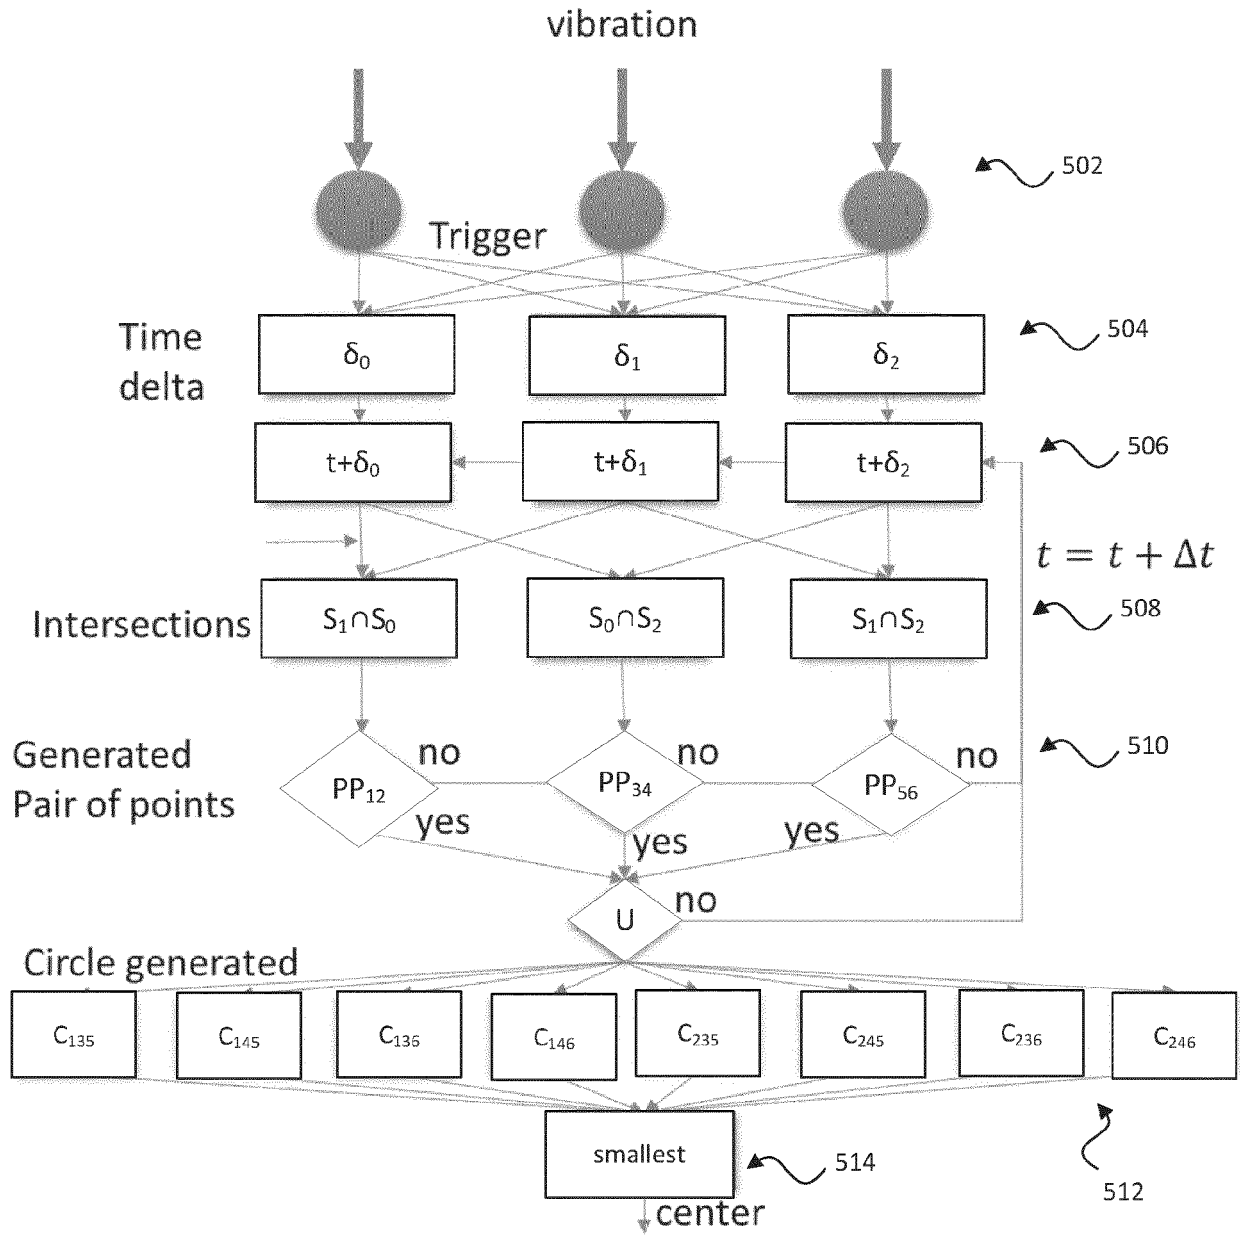 vibration
502
Trigger
Time
delta
δ₀
δ₁
δ₂
504
t+δ₀
t+δ₁
t+δ₂
506
t = t + Δt
Intersections
S₁∩S₀
S₀∩S₂
S₁∩S₂
508
Generated
Pair of points
PP₁₂
no
PP₃₄
no
PP₅₆
no
510
yes
yes
yes
U
no
Circle generated
C₁₃₅
C₁₄₅
C₁₃₆
C₁₄₆
C₂₃₅
C₂₄₅
C₂₃₆
C₂₄₆
smallest
514
512
center